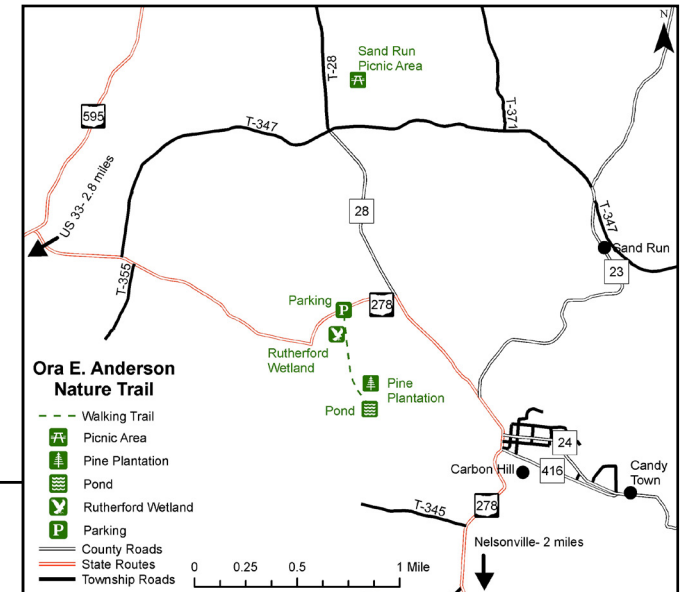 N
Sand Run
Picnic Area
T-28
T-371
595
T-347
US 33- 2.8 miles
28
T-347
Sand Run
23
T-355
Parking
P
278
Rutherford
Wetland
Pine
Plantation
Pond
Ora E. Anderson
Nature Trail
Walking Trail
Picnic Area
Pine Plantation
Pond
Rutherford Wetland
P
Parking
County Roads
State Routes
Township Roads
24
Carbon Hill
416
Candy
Town
T-345
278
Nelsonville- 2 miles
0 0.25 0.5 1 Mile